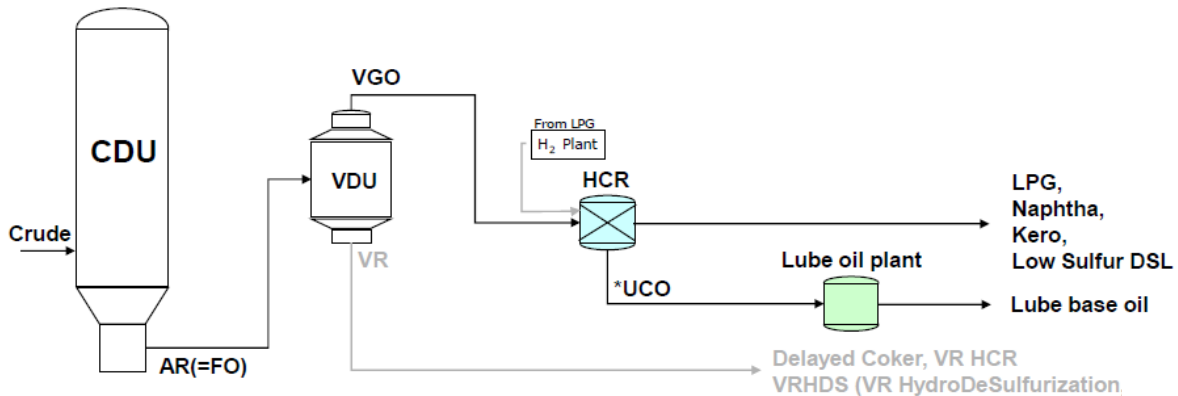 VGO
From LPG
H₂ Plant
CDU
VDU
HCR
LPG,
Naphtha,
Kero,
Low Sulfur DSL
Crude
VR
Lube oil plant
*UCO
Lube base oil
AR(=FO)
Delayed Coker, VR HCR
VRHDS (VR HydroDeSulfurization,